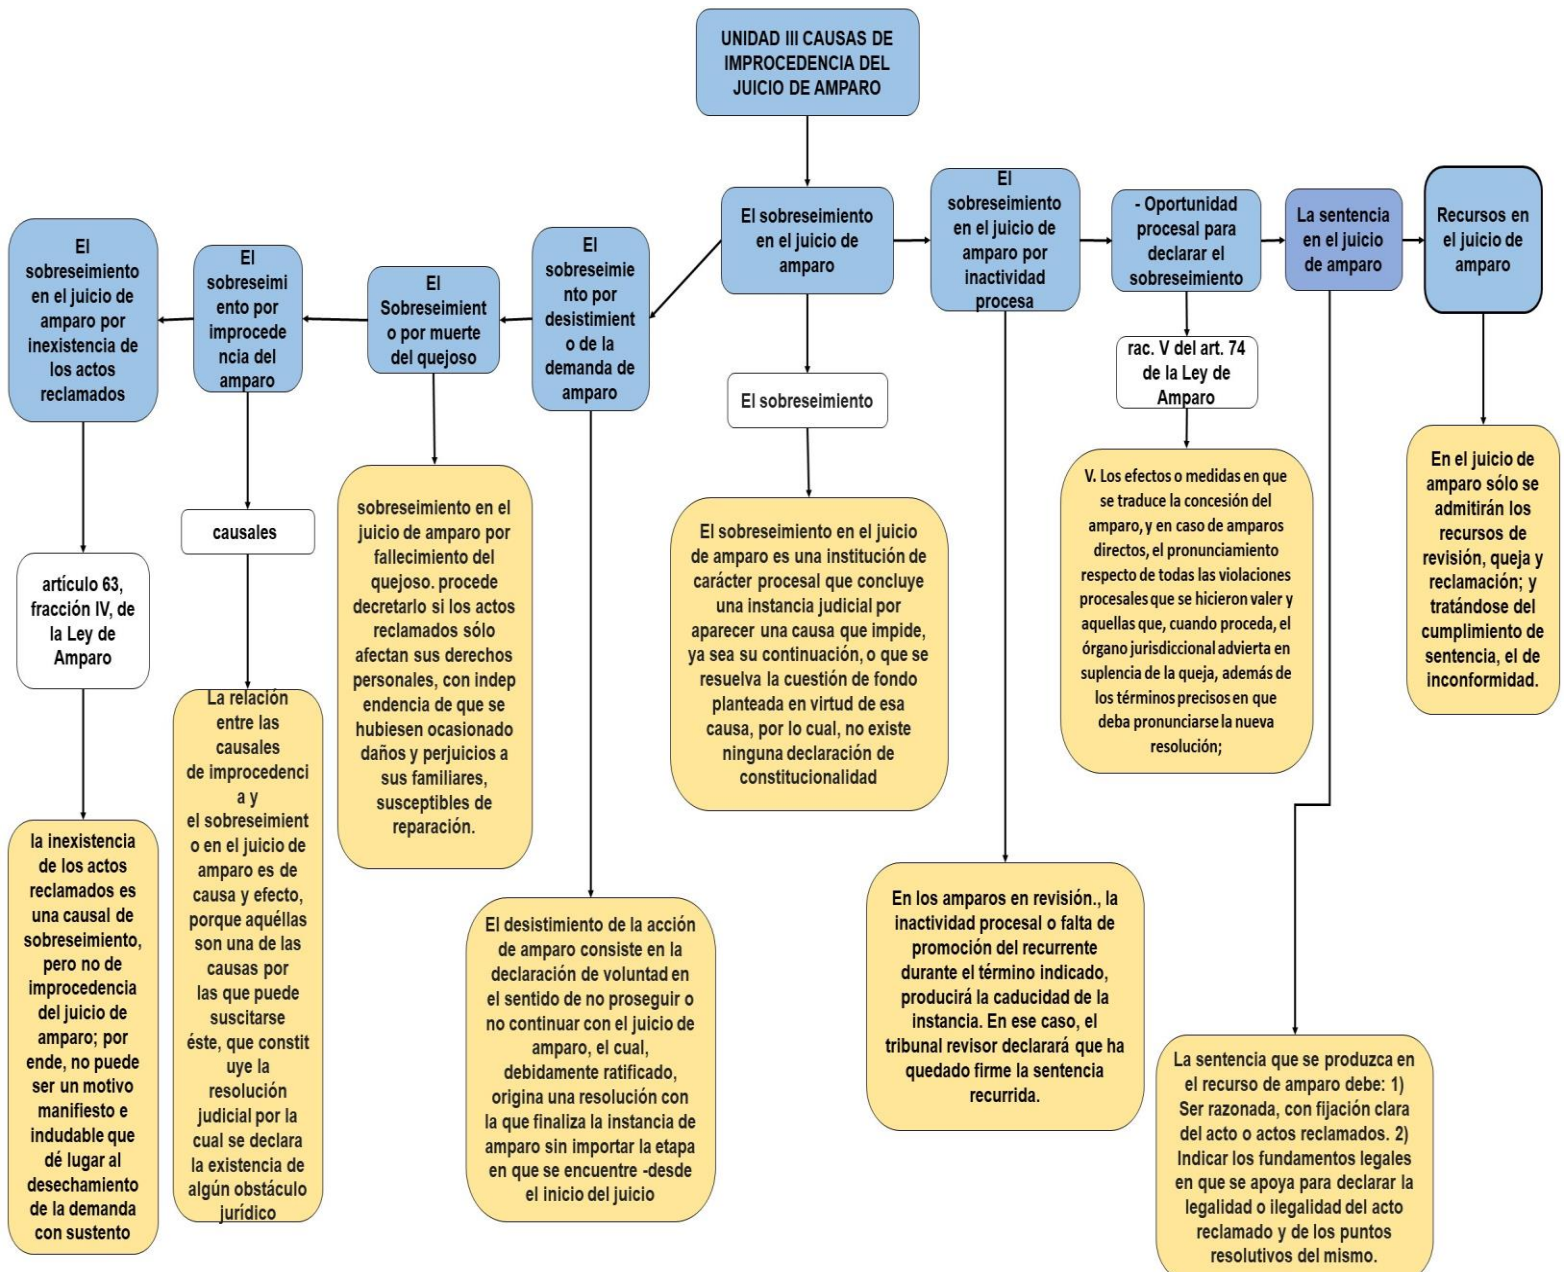 UNIDAD III CAUSAS DE
IMPROCEDENCIA DEL
JUICIO DE AMPARO
El
sobreseimiento
en el juicio de
amparo por
inexistencia de
los actos
reclamados
El
sobreseimi
ento por
improcede
ncia del
amparo
El
Sobreseimient
o por muerte
del quejoso
El
sobreseimie
nto por
desistimient
o de la
demanda de
amparo
El sobreseimiento
en el juicio de
amparo
El
sobreseimiento
en el juicio de
amparo por
inactividad
procesa
- Oportunidad
procesal para
declarar el
sobreseimiento
La sentencia
en el juicio
de amparo
Recursos en
el juicio de
amparo
artículo 63,
fracción IV, de
la Ley de
Amparo
causales
El sobreseimiento
rac. V del art. 74
de la Ley de
Amparo
la inexistencia
de los actos
reclamados es
una causal de
sobreseimiento,
pero no de
improcedencia
del juicio de
amparo; por
ende, no puede
ser un motivo
manifiesto e
indudable que
dé lugar al
desechamiento
de la demanda
con sustento
La relación
entre las
causales
de improcedenci
a y
el sobreseimient
o en el juicio de
amparo es de
causa y efecto,
porque aquéllas
son una de las
causas por
las que puede
suscitarse
éste, que constit
uye la
resolución
judicial por la
cual se declara
la existencia de
algún obstáculo
jurídico
sobreseimiento en el
juicio de amparo por
fallecimiento del
quejoso. procede
decretarlo si los actos
reclamados sólo
afectan sus derechos
personales, con indep
endencia de que se
hubiesen ocasionado
daños y perjuicios a
sus familiares,
susceptibles de
reparación.
El desistimiento de la acción
de amparo consiste en la
declaración de voluntad en
el sentido de no proseguir o
no continuar con el juicio de
amparo, el cual,
debidamente ratificado,
origina una resolución con
la que finaliza la instancia de
amparo sin importar la etapa
en que se encuentre -desde
el inicio del juicio
El sobreseimiento en el juicio
de amparo es una institución de
carácter procesal que concluye
una instancia judicial por
aparecer una causa que impide,
ya sea su continuación, o que se
resuelva la cuestión de fondo
planteada en virtud de esa
causa, por lo cual, no existe
ninguna declaración de
constitucionalidad
En los amparos en revisión., la
inactividad procesal o falta de
promoción del recurrente
durante el término indicado,
producirá la caducidad de la
instancia. En ese caso, el
tribunal revisor declarará que ha
quedado firme la sentencia
recurrida.
V. Los efectos o medidas en que
se traduce la concesión del
amparo, y en caso de amparos
directos, el pronunciamiento
respecto de todas las violaciones
procesales que se hicieron valer y
aquellas que, cuando proceda, el
órgano jurisdiccional advierta en
suplencia de la queja, además de
los términos precisos en que
deba pronunciarse la nueva
resolución;
La sentencia que se produzca en
el recurso de amparo debe: 1)
Ser razonada, con fijación clara
del acto o actos reclamados. 2)
Indicar los fundamentos legales
en que se apoya para declarar la
legalidad o ilegalidad del acto
reclamado y de los puntos
resolutivos del mismo.
En el juicio de
amparo sólo se
admitirán los
recursos de
revisión, queja y
reclamación; y
tratándose del
cumplimiento de
sentencia, el de
inconformidad.